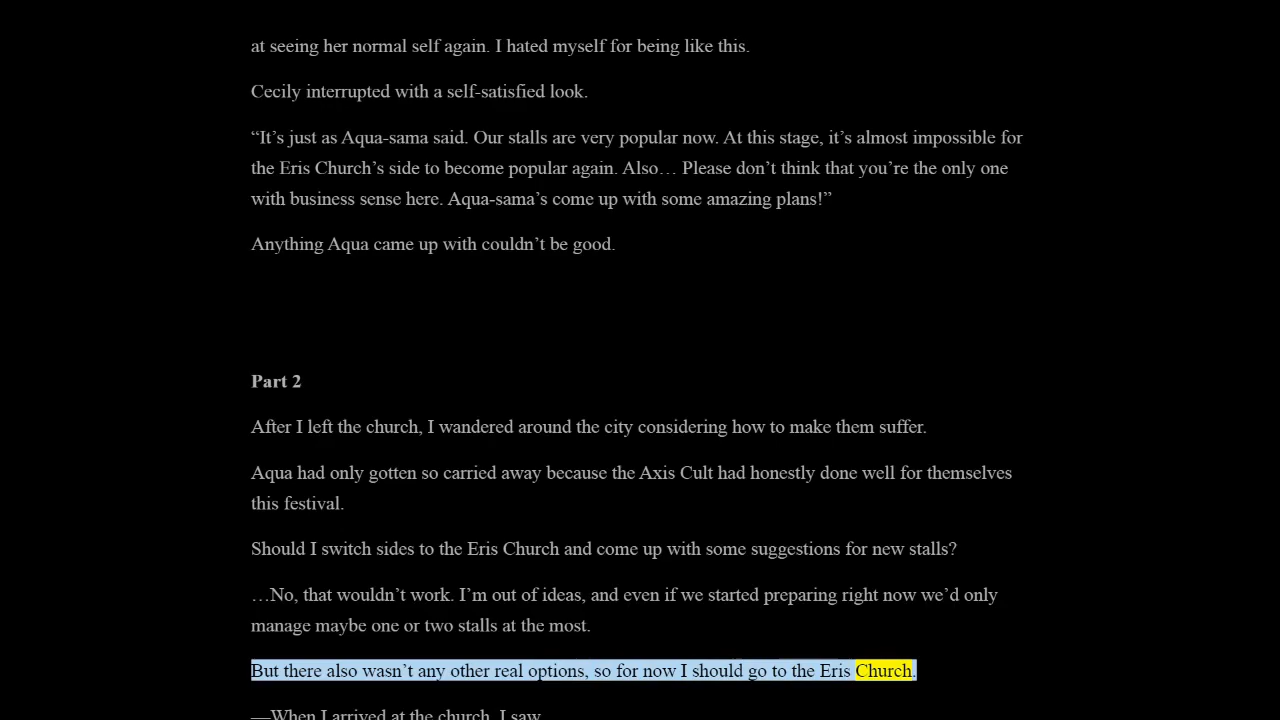 at seeing her normal self again. I hated myself for being like this.
Cecily interrupted with a self-satisfied look.
“It’s just as Aqua-sama said. Our stalls are very popular now. At this stage, it’s almost impossible for
the Eris Church’s side to become popular again. Also… Please don’t think that you’re the only one
with business sense here. Aqua-sama’s come up with some amazing plans!”
Anything Aqua came up with couldn’t be good.
Part 2
After I left the church, I wandered around the city considering how to make them suffer.
Aqua had only gotten so carried away because the Axis Cult had honestly done well for themselves
this festival.
Should I switch sides to the Eris Church and come up with some suggestions for new stalls?
…No, that wouldn’t work. I’m out of ideas, and even if we started preparing right now we’d only
manage maybe one or two stalls at the most.
But there also wasn’t any other real options, so for now I should go to the Eris Church.
—When I arrived at the church, I saw